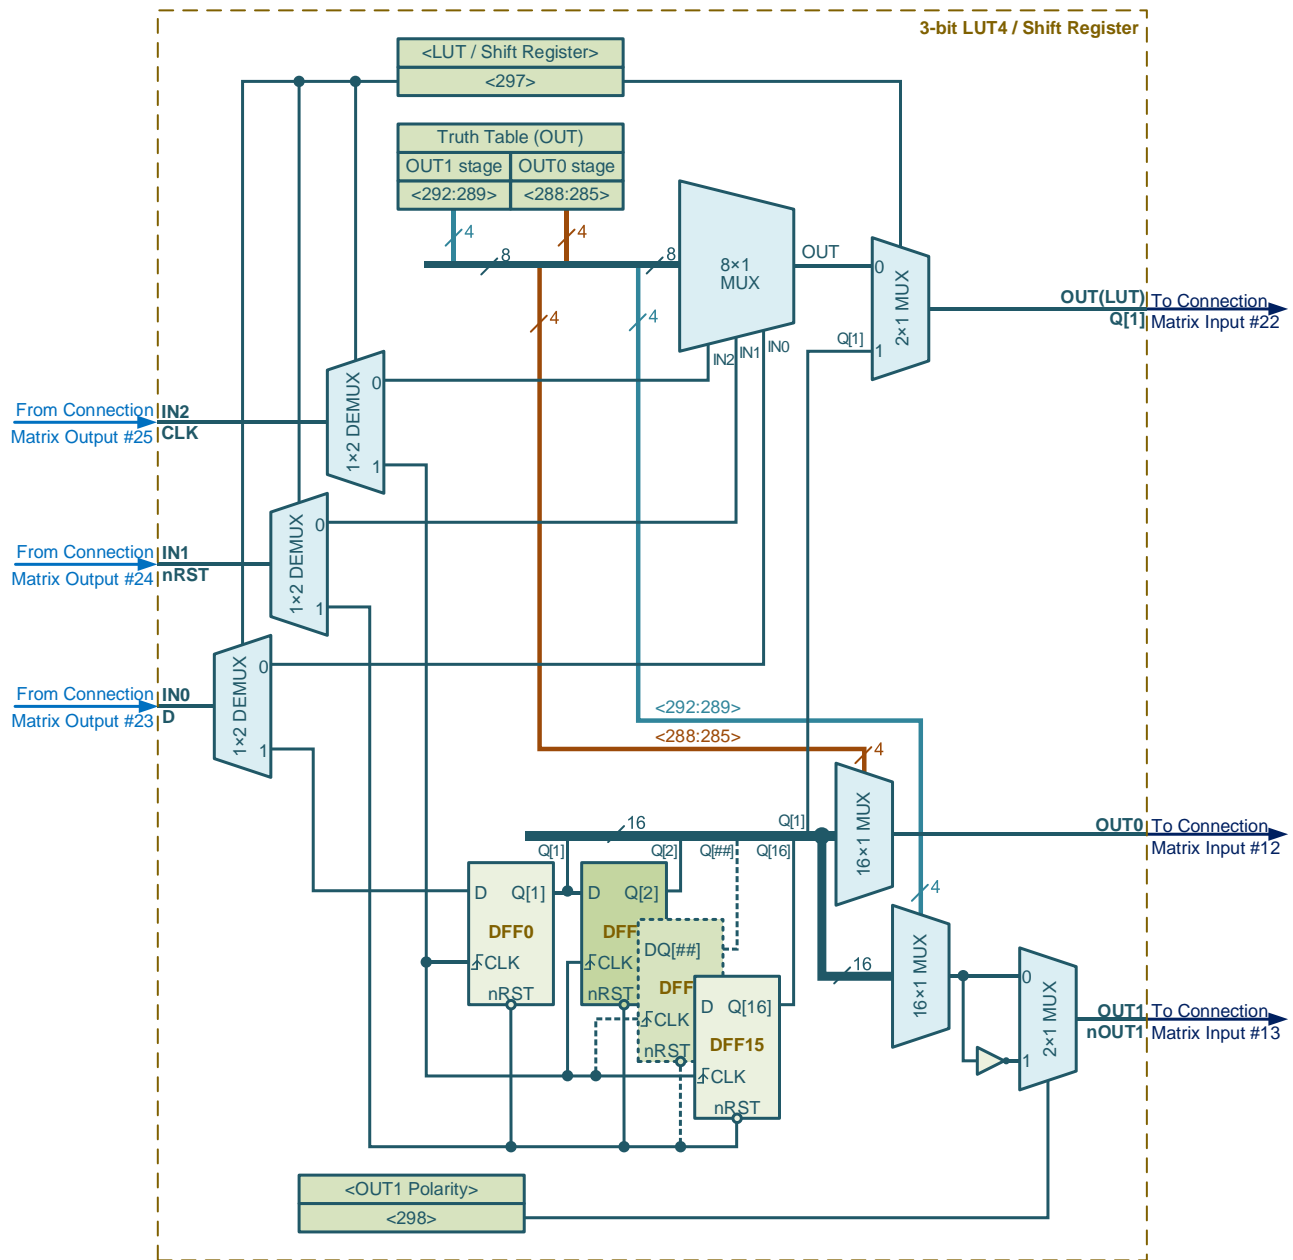 3-bit LUT4 / Shift Register
<LUT / Shift Register>
<297>
Truth Table (OUT)
OUT1 stage OUT0 stage
<292:289> <288:285>
4 4
8 8
8×1
MUX
OUT
0
2×1 MUX
Q[1] 1
OUT(LUT) To Connection
Q[1] Matrix Input #22
4 4
IN2 IN1 IN0
From Connection IN2
Matrix Output #25 CLK
1×2 DEMUX
0
1
From Connection IN1
Matrix Output #24 nRST
1×2 DEMUX
0
1
From Connection IN0
Matrix Output #23 D
1×2 DEMUX
0
1
<292:289>
<288:285>
4
16×1 MUX
OUT0 To Connection
Matrix Input #12
16
Q[1]
Q[1] Q[2] Q[##] Q[16]
D Q[1]
DFF0
CLK
nRST
D Q[2]
DFF
CLK
nRST
DQ[##]
DFF
CLK
nRST
D Q[16]
DFF15
CLK
nRST
4
16
16×1 MUX
0
2×1 MUX
1
OUT1 To Connection
nOUT1 Matrix Input #13
<OUT1 Polarity>
<298>